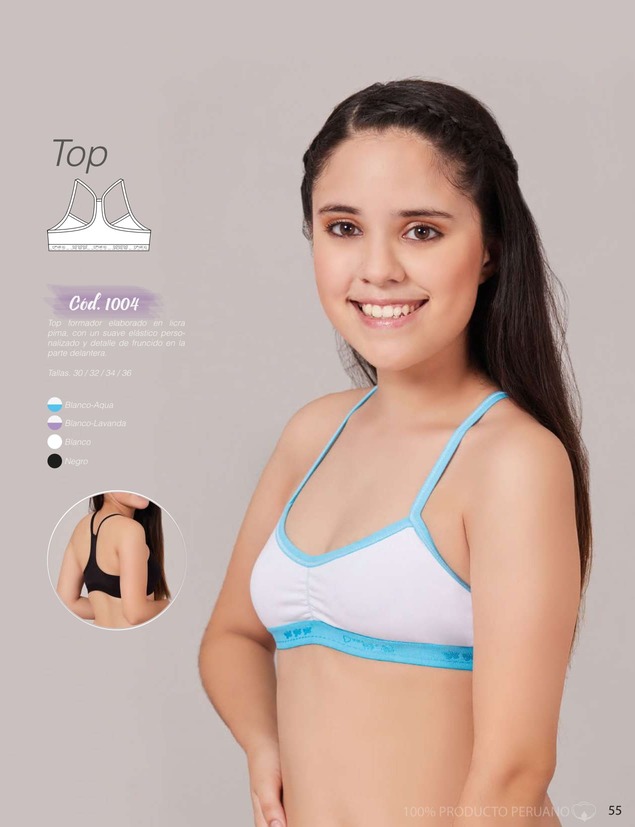 Top
Cód. 1004
Top formador elaborado en licra
pima, con un suave elástico perso-
nalizado y detalle de fruncido en la
parte delantera.
Tallas. 30 / 32 / 34 / 36
Blanco-Aqua
Blanco-Lavanda
Blanco
Negro
100% PRODUCTO PERUANO
55